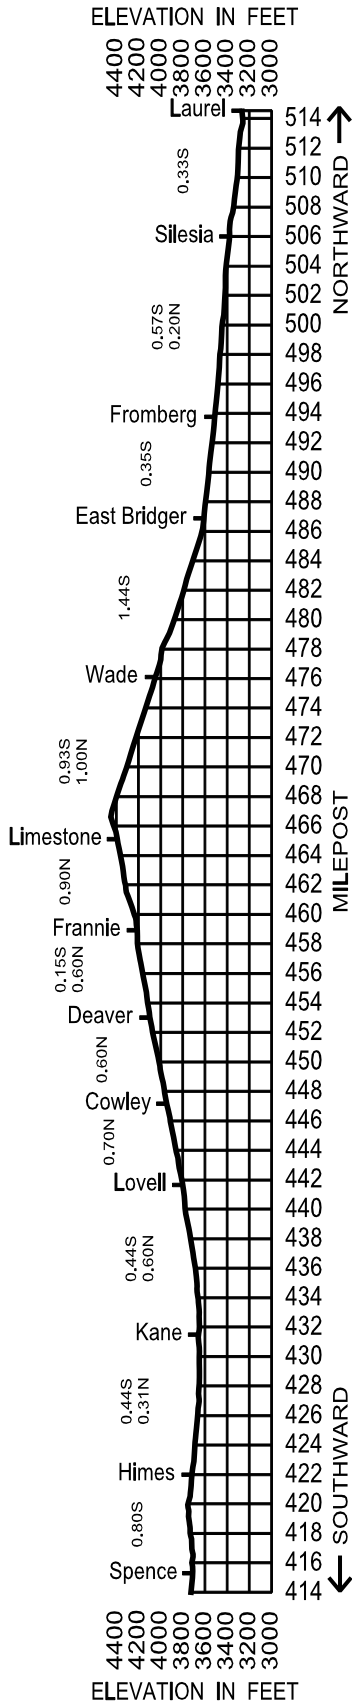 ELEVATION IN FEET
4400 4200 4000 3800 3600 3400 3200 3000
Laurel
514
NORTHWARD
512
0.33S
510
508
Silesia
506
504
502
0.57S
0.20N
500
498
496
Fromberg
494
492
0.35S
490
488
East Bridger
486
484
482
1.44S
480
478
Wade
476
474
472
0.93S
1.00N
470
468
MILEPOST
466
Limestone
464
0.90N
462
460
Frannie
458
0.15S
0.60N
456
454
Deaver
452
0.60N
450
448
Cowley
446
0.70N
444
Lovell
442
440
438
0.44S
0.60N
436
434
432
Kane
430
428
0.44S
0.31N
426
424
SOUTHWARD
Himes
422
420
0.80S
418
416
Spence
414
4400 4200 4000 3800 3600 3400 3200 3000
ELEVATION IN FEET